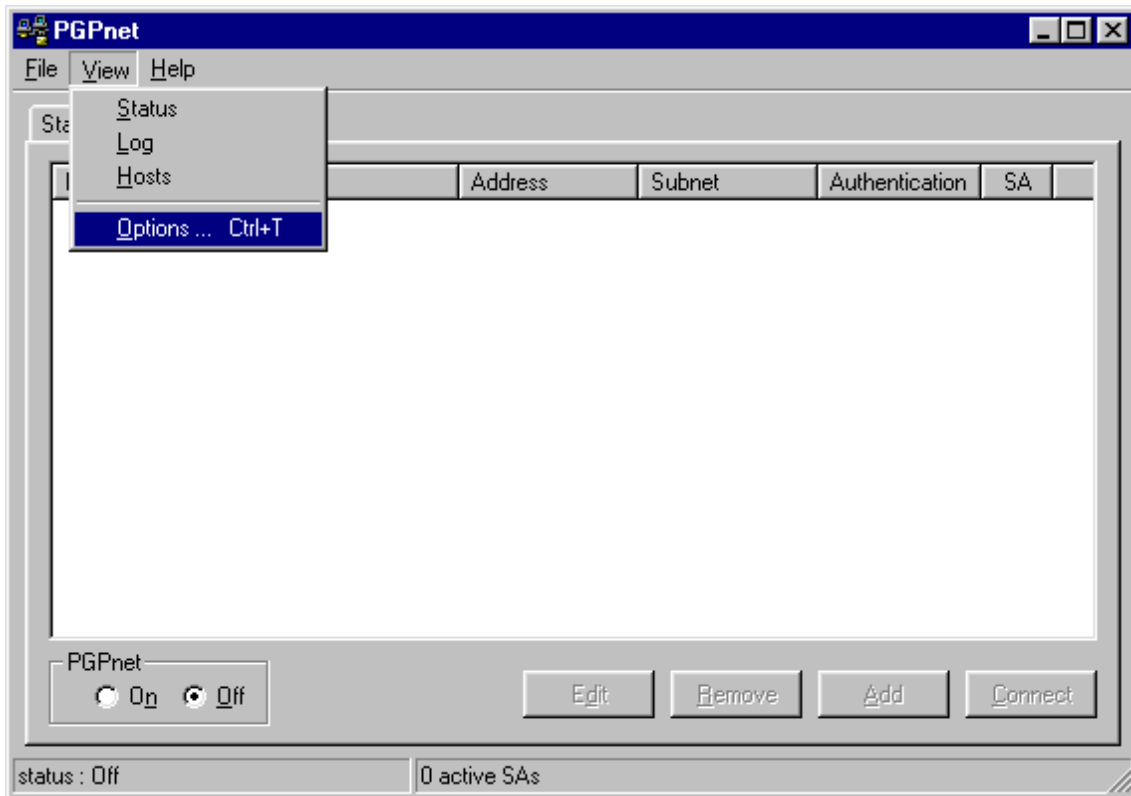 PGPnet
File View Help
Status
Log
Hosts
Options ... Ctrl+T
Sta
Address Subnet Authentication SA
PGPnet
On Off
Edit Remove Add Connect
status : Off 0 active SAs